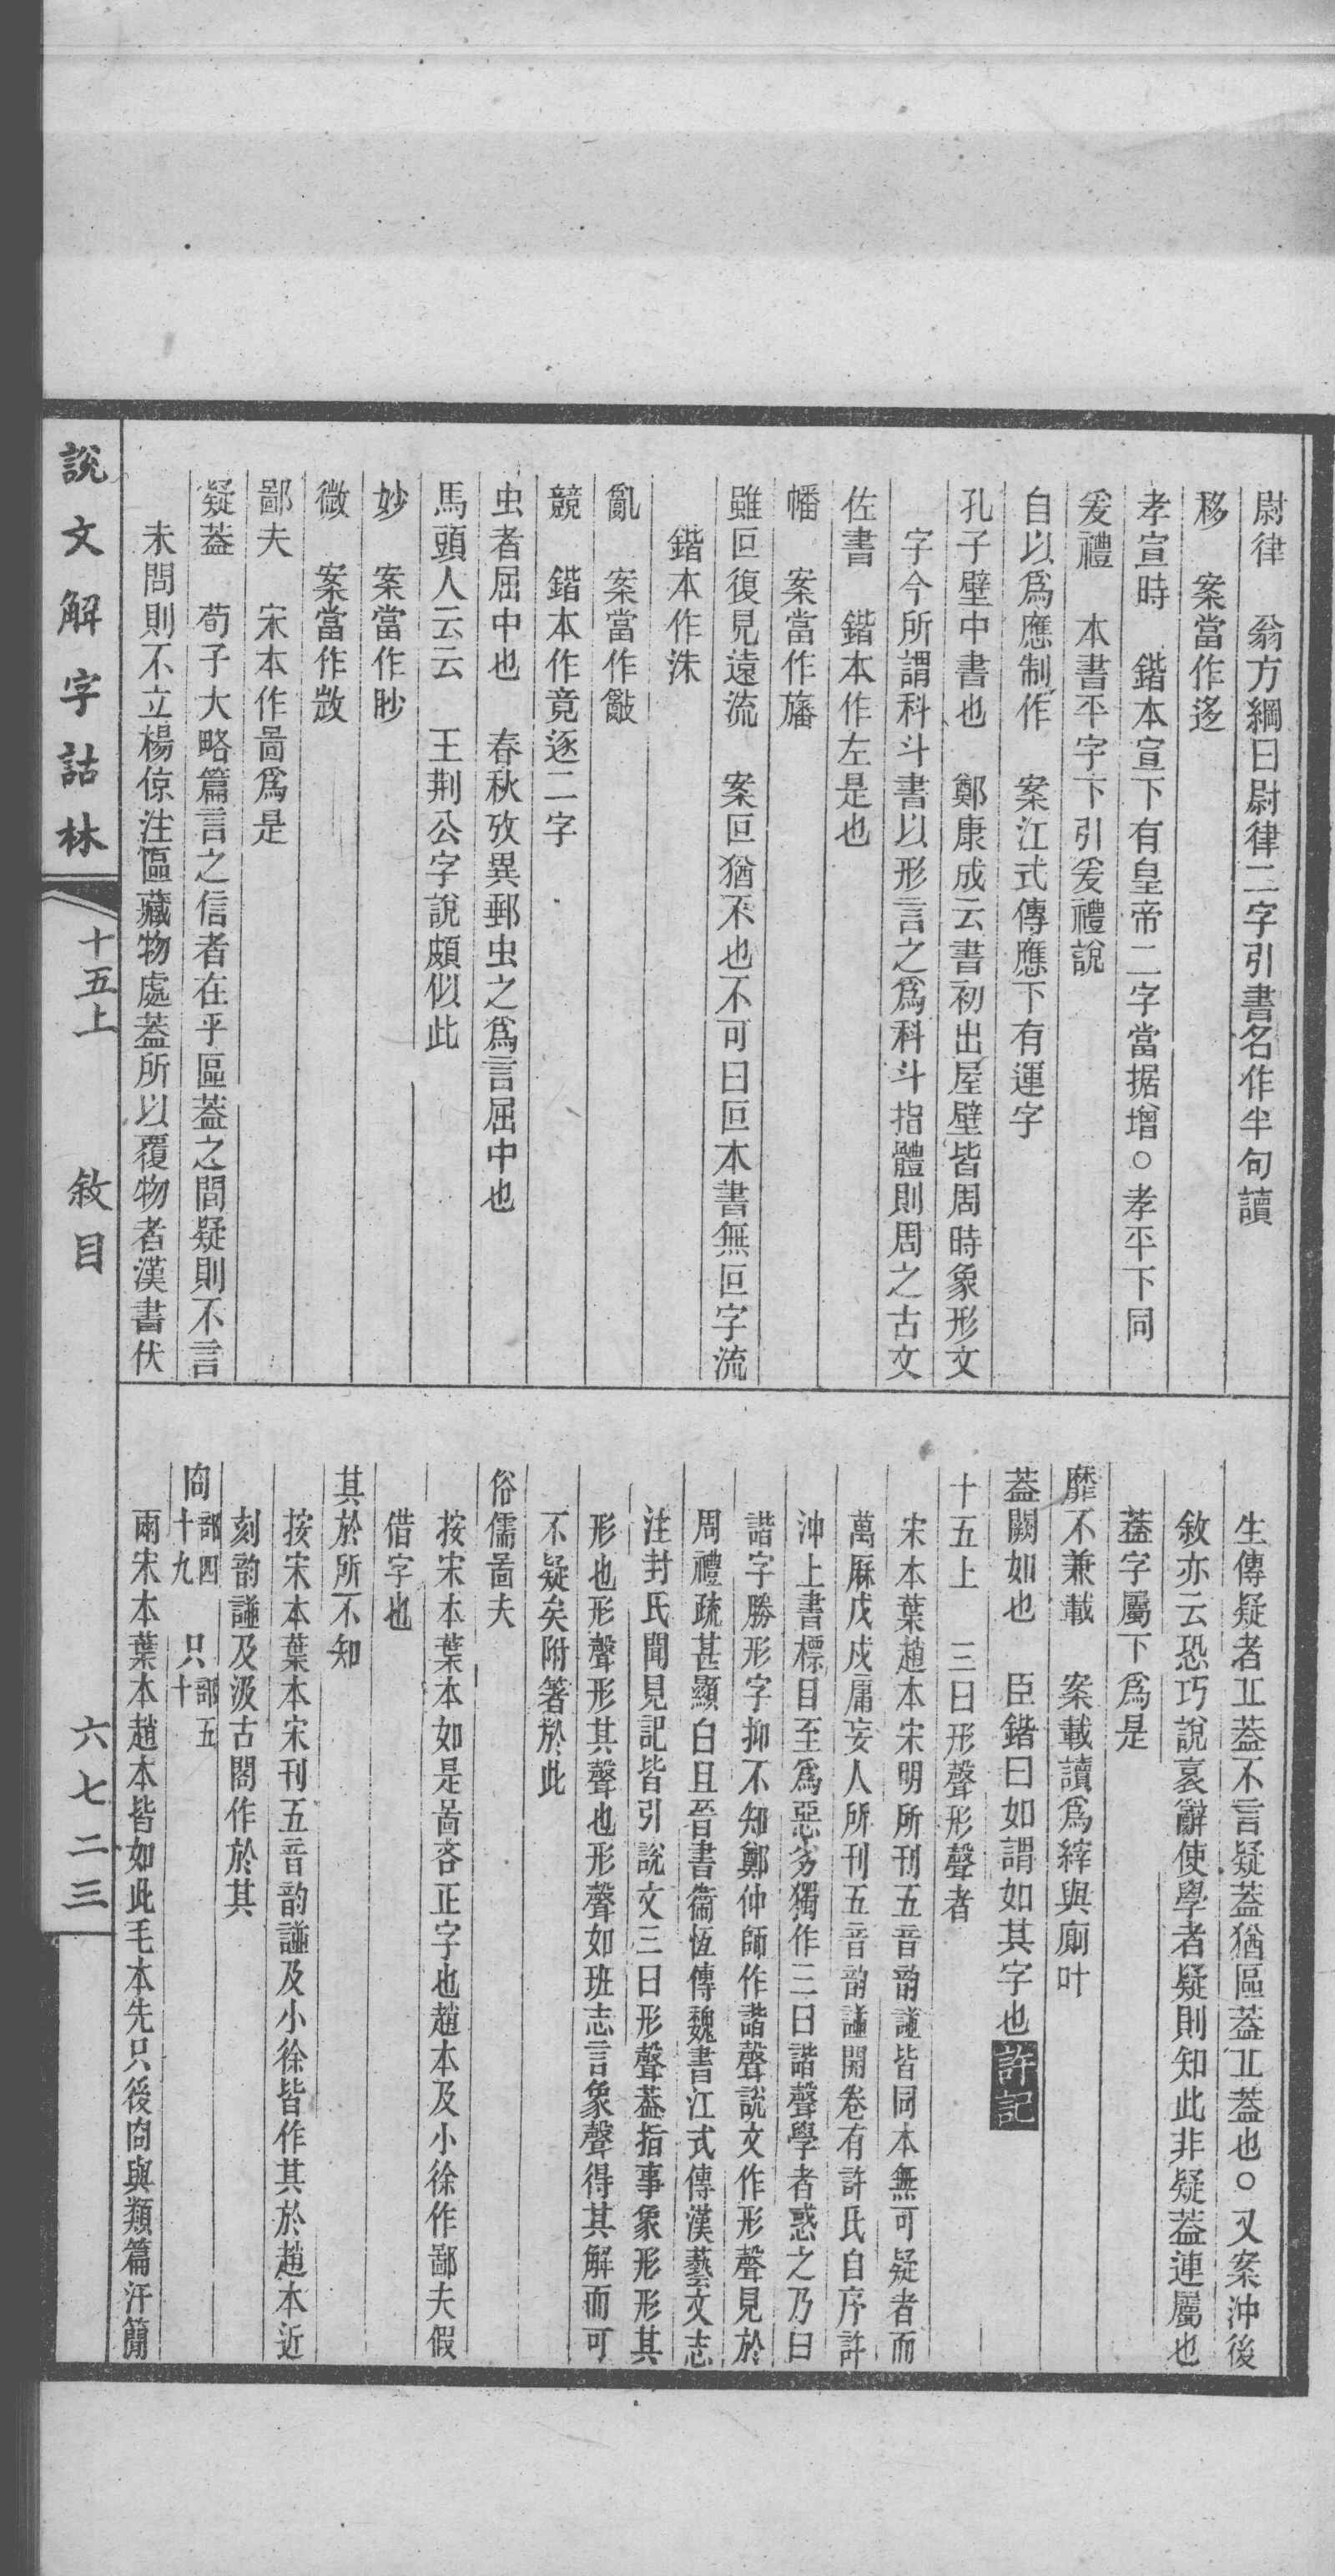 尉律　翁方綱曰尉律二字引書名作半句讀
移　案當作迻
孝宣時　鍇本宣下有皇帝二字當据增○孝平下同
爰禮　本書平字下引爰禮說
自以爲應制作　案江式傳應下有運字
孔子壁中書也　鄭康成云書初出屋壁皆周時象形文
字今所謂科斗書以形言之爲科斗指體則周之古文
佐書　鍇本作左是也
幡　案當作旛
雖叵復見遠流　案叵猶不也不可曰叵本書無叵字流
鍇本作洙
亂　案當作𤔔
競　鍇本作竟逐二字
虫者屈中也　春秋攷異郵虫之爲言屈中也
馬頭人云云　王荆公字說頗似此
妙　案當作眇
微　案當作𢼸
鄙夫　宋本作啚爲是
疑蓋　荀子大略篇言之信者在乎區蓋之間疑則不言
未問則不立楊倞注區藏物處蓋所以覆物者漢書伏
生傳疑者丠蓋不言疑蓋猶區蓋丠蓋也○又案沖後
敘亦云恐巧說衺辭使學者疑則知此非疑蓋連屬也
蓋字屬下爲是
靡不兼載　案載讀爲縡與廟叶
蓋闕如也　臣鍇曰如謂如其字也許記
十五上　三曰形聲形聲者
宋本葉趙本宋明所刊五音韵譜皆同本無可疑者而
萬厤戊戌庸妄人所刊五音韵譜開卷有許氏自序許
沖上書標目至爲惡劣獨作三曰諧聲學者惑之乃曰
諧字勝形字抑不知鄭仲師作諧聲說文作形聲見於
周禮疏甚顯白且晉書衞恆傳魏書江式傳漢藝文志
注封氏聞見記皆引說文三曰形聲蓋指事象形形其
形也形聲形其聲也形聲如班志言象聲得其解而可
不疑矣附箸於此
俗儒啚夫
按宋本葉本如是啚吝正字也趙本及小徐作鄙夫假
借字也
其於所不知
按宋本葉本宋刊五音韵譜及小徐皆作其於趙本近
刻韵譜及汲古閣作於其
㕯部四十九　只部五十
兩宋本葉本趙本皆如此毛本先只後㕯與類篇汗簡
說文解字詁林
十五上
敘目
六七二三